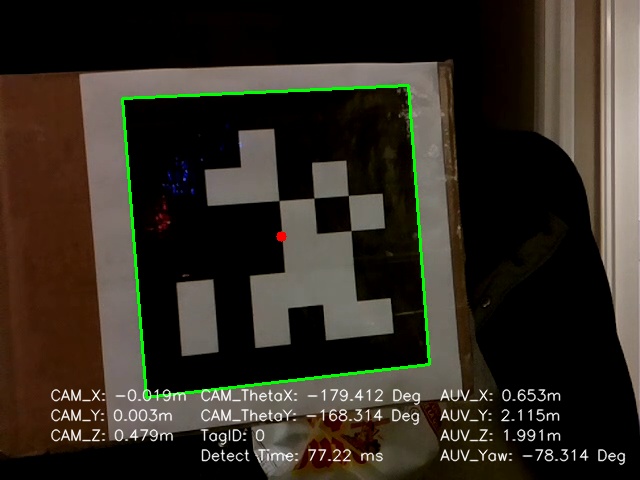 CAM_X: -0.019m CAM_ThetaX: -179.412 Deg AUV_X: 0.653m
CAM_Y: 0.003m CAM_ThetaY: -168.314 Deg AUV_Y: 2.115m
CAM_Z: 0.479m TagID: 0 AUV_Z: 1.991m
Detect Time: 77.22 ms AUV_Yaw: -78.314 Deg